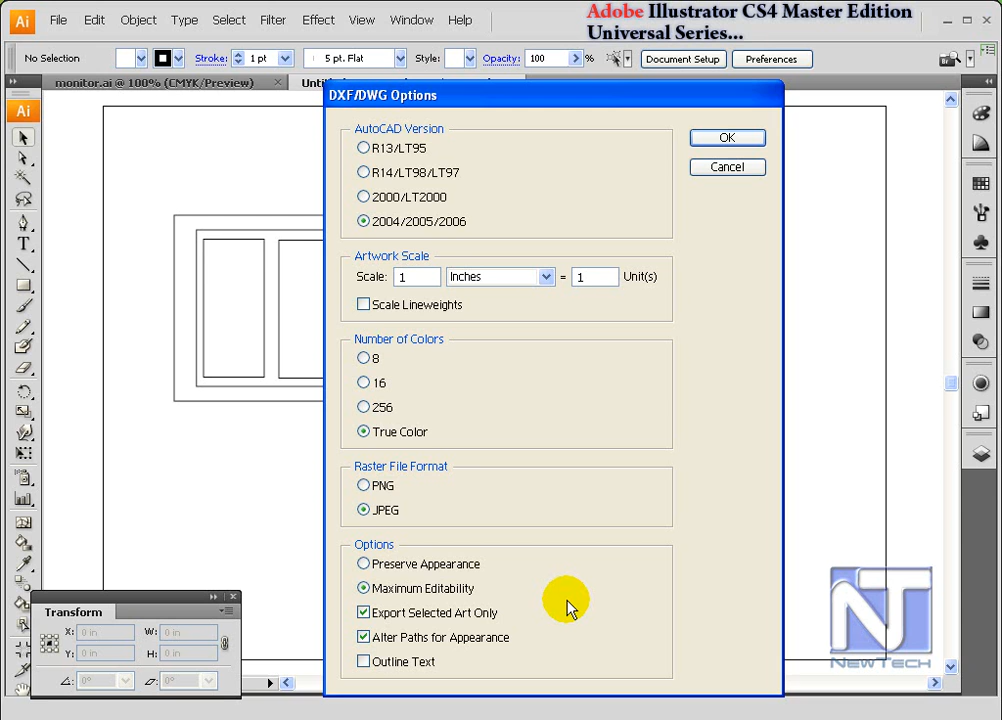 Ai File Edit Object Type Select Filter Effect View Window Help
Adobe Illustrator CS4 Master Edition
Universal Series...
No Selection Stroke: 1 pt 5 pt. Flat Style: Opacity: 100 % Document Setup Preferences
monitor.ai @ 100% (CMYK/Preview) Unti
Ai
DXF/DWG Options
AutoCAD Version
R13/LT95
R14/LT98/LT97
2000/LT2000
2004/2005/2006
OK
Cancel
Artwork Scale
Scale: 1 Inches = 1 Unit(s)
Scale Lineweights
Number of Colors
8
16
256
True Color
Raster File Format
PNG
JPEG
Options
Preserve Appearance
Maximum Editability
Export Selected Art Only
Alter Paths for Appearance
Outline Text
Transform
X: 0 in W: 0 in
Y: 0 in H: 0 in
0° 0°
NT
NewTech